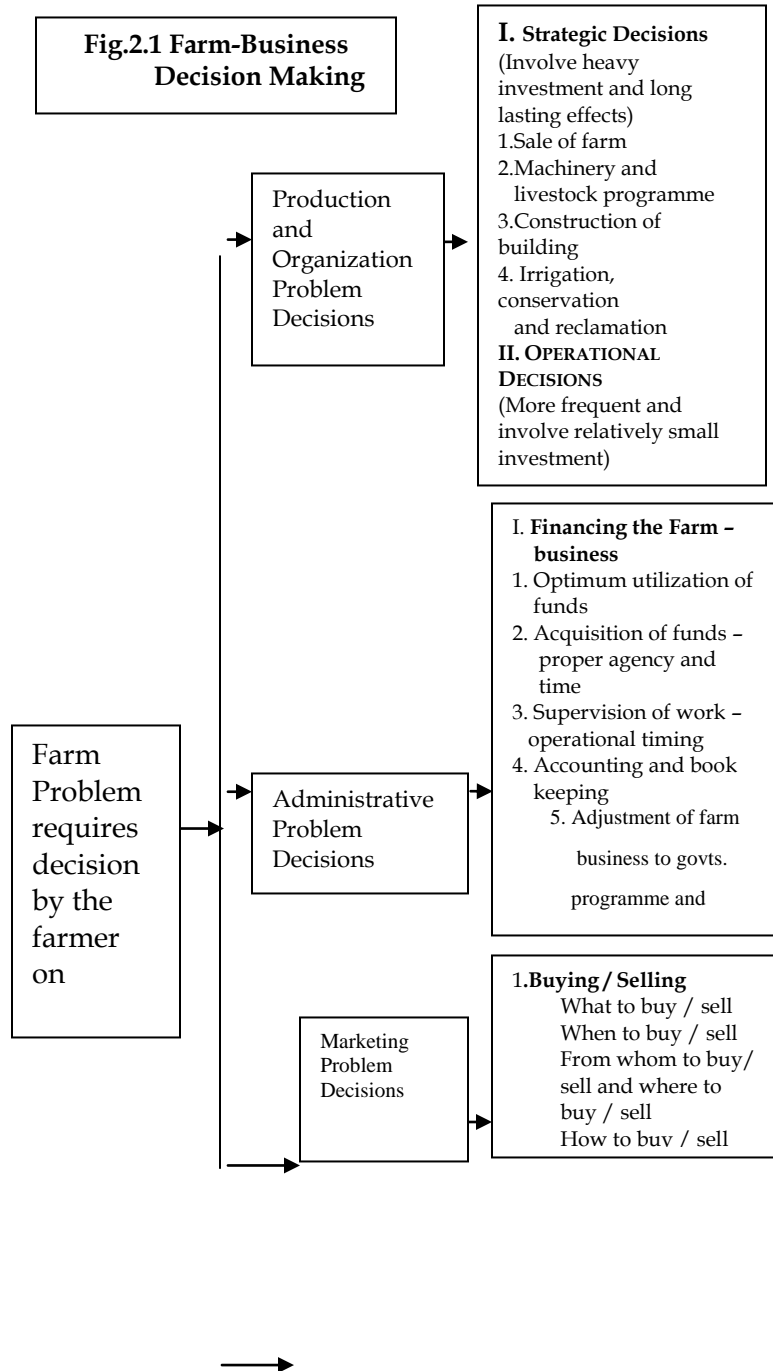 Fig.2.1 Farm-Business
Decision Making
I. Strategic Decisions
(Involve heavy
investment and long
lasting effects)
1.Sale of farm
2.Machinery and
livestock programme
3.Construction of
building
4. Irrigation,
conservation
and reclamation
II. OPERATIONAL
DECISIONS
(More frequent and
involve relatively small
investment)
Production
and
Organization
Problem
Decisions
I. Financing the Farm –
business
1. Optimum utilization of
funds
2. Acquisition of funds –
proper agency and
time
3. Supervision of work –
operational timing
4. Accounting and book
keeping
5. Adjustment of farm
business to govts.
programme and
Farm
Problem
requires
decision
by the
farmer
on
Administrative
Problem
Decisions
Marketing
Problem
Decisions
1.Buying / Selling
What to buy / sell
When to buy / sell
From whom to buy/
sell and where to
buy / sell
How to buy / sell